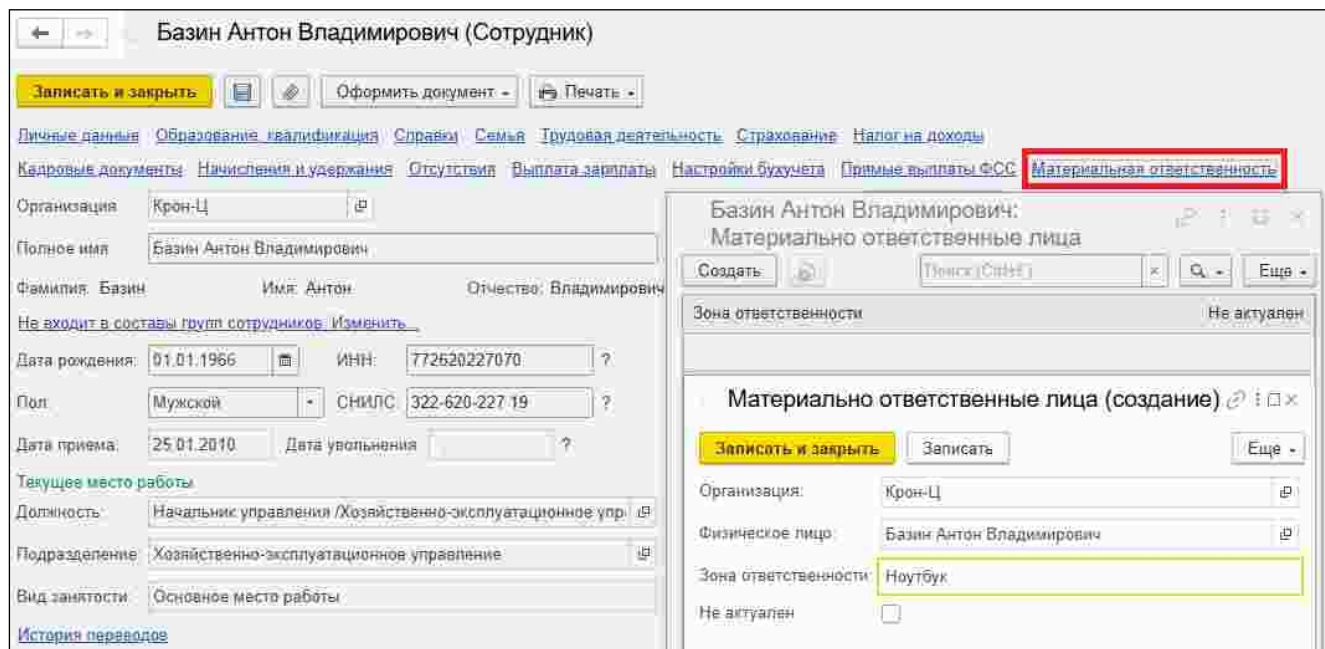 Базин Антон Владимирович (Сотрудник)
Записать и закрыть Оформить документ Печать
Личные данные Образование, квалификация Справки Семья Трудовая деятельность Страхование Налог на доходы
Кадровые документы Начисления и удержания Отсутствия Выплата зарплаты Настройки бухучета Прямые выплаты ФСС Материальная ответственность
Организация Крон-Ц
Полное имя Базин Антон Владимирович
Фамилия: Базин Имя: Антон Отчество: Владимирович
Не входит в составы групп сотрудников. Изменить...
Дата рождения: 01.01.1966 ИНН: 772620227070 ?
Пол: Мужской СНИЛС 322-620-227 19 ?
Дата приема: 25.01.2010 Дата увольнения ?
Текущее место работы
Должность: Начальник управления /Хозяйственно-эксплуатационное упр
Подразделение: Хозяйственно-эксплуатационное управление
Вид занятости Основное место работы
История переводов
Базин Антон Владимирович:
Материально ответственные лица
Создать Поиск (Ctrl+F) × Еще
Зона ответственности Не актуален
Материально ответственные лица (создание)
Записать и закрыть Записать Еще
Организация: Крон-Ц
Физическое лицо: Базин Антон Владимирович
Зона ответственности: Ноутбук
Не актуален